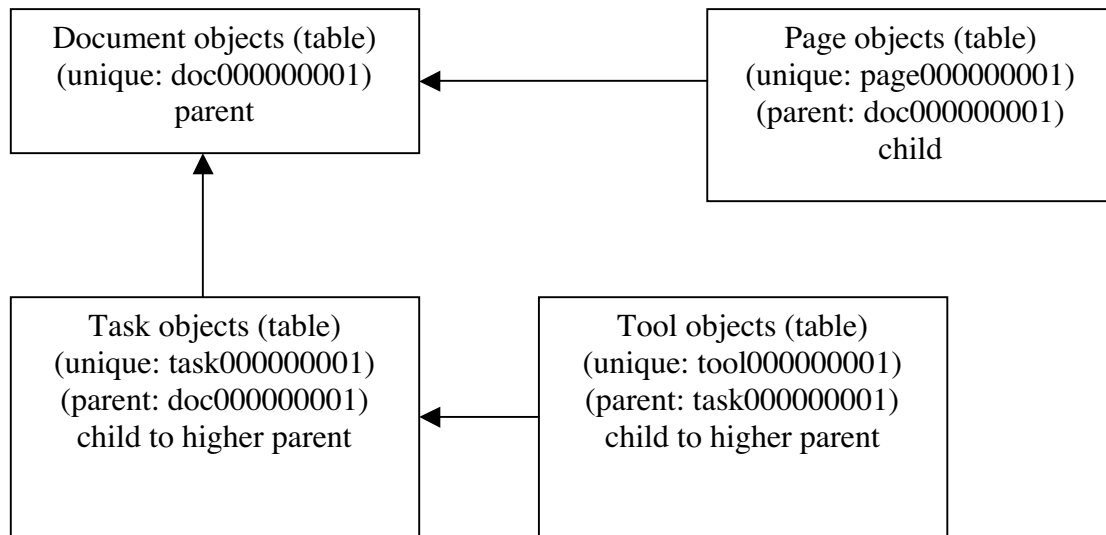 Document objects (table)
(unique: doc000000001)
parent
Page objects (table)
(unique: page000000001)
(parent: doc000000001)
child
Task objects (table)
(unique: task000000001)
(parent: doc000000001)
child to higher parent
Tool objects (table)
(unique: tool000000001)
(parent: task000000001)
child to higher parent